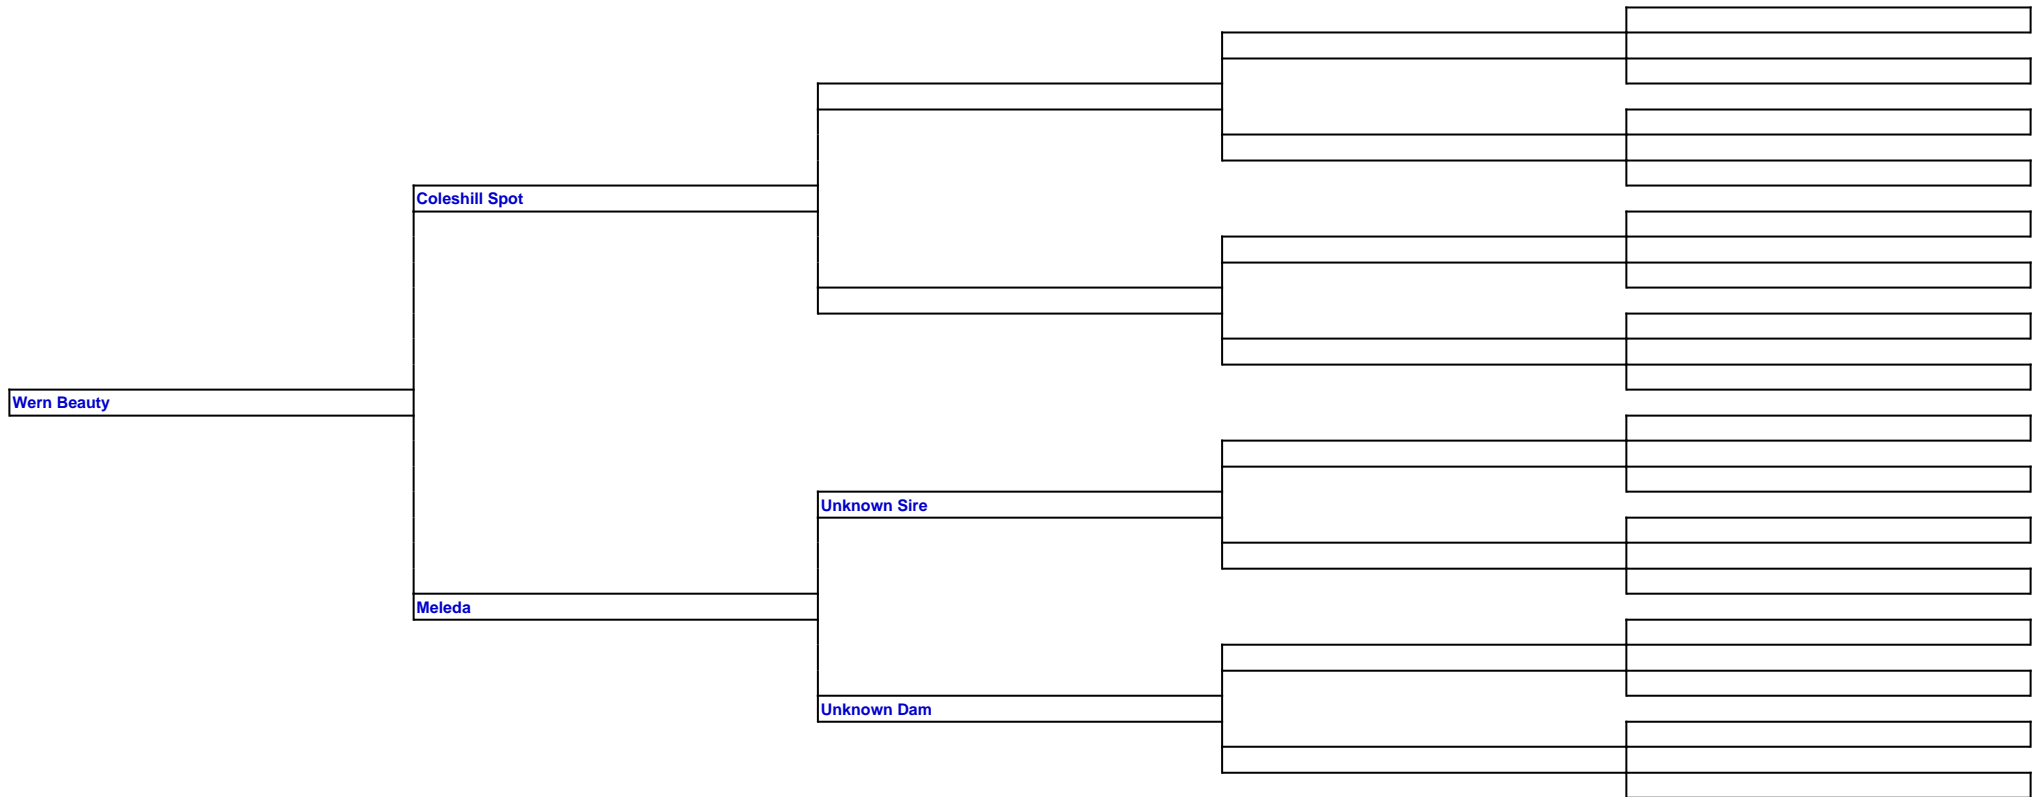 Coleshill Spot
Wern Beauty
Unknown Sire
Meleda
Unknown Dam